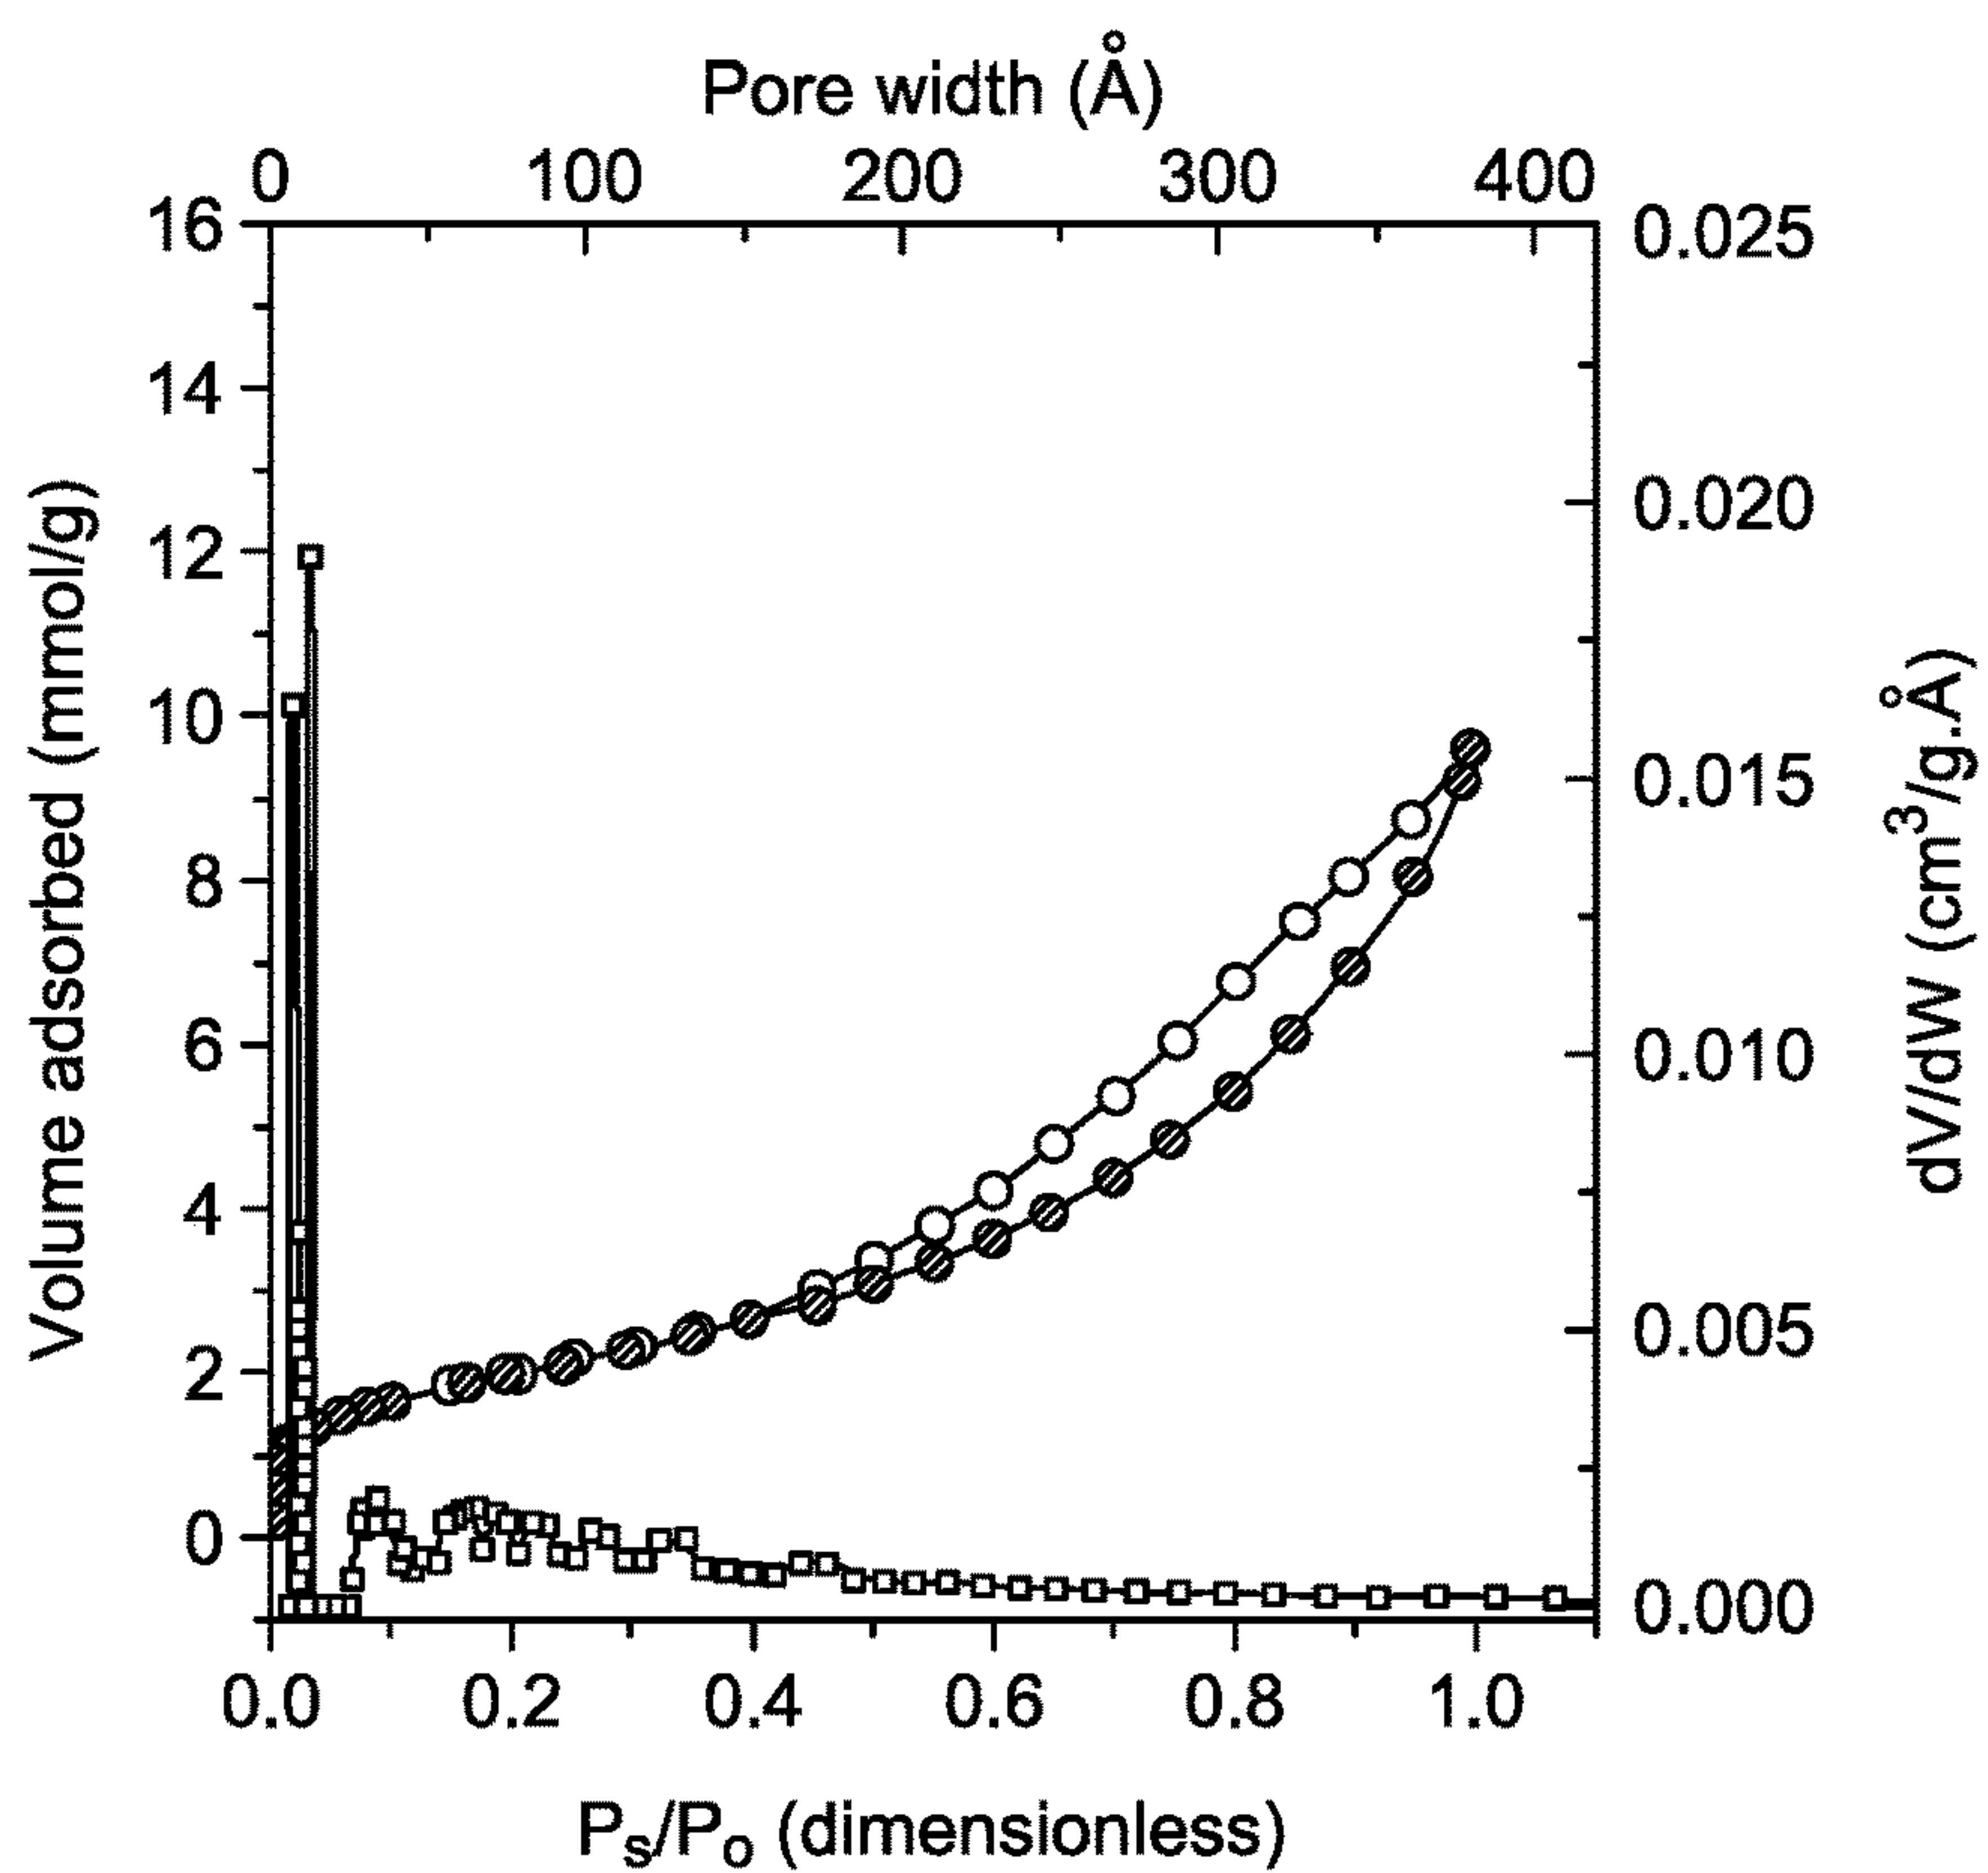 Pore width (Å)
0 100 200 300 400
16
14
12
10
8
6
4
2
0
Volume adsorbed (mmol/g)
0.025
0.020
0.015
0.010
0.005
0.000
dV/dW (cm³/g.Å)
0.0 0.2 0.4 0.6 0.8 1.0
Ps/Po (dimensionless)